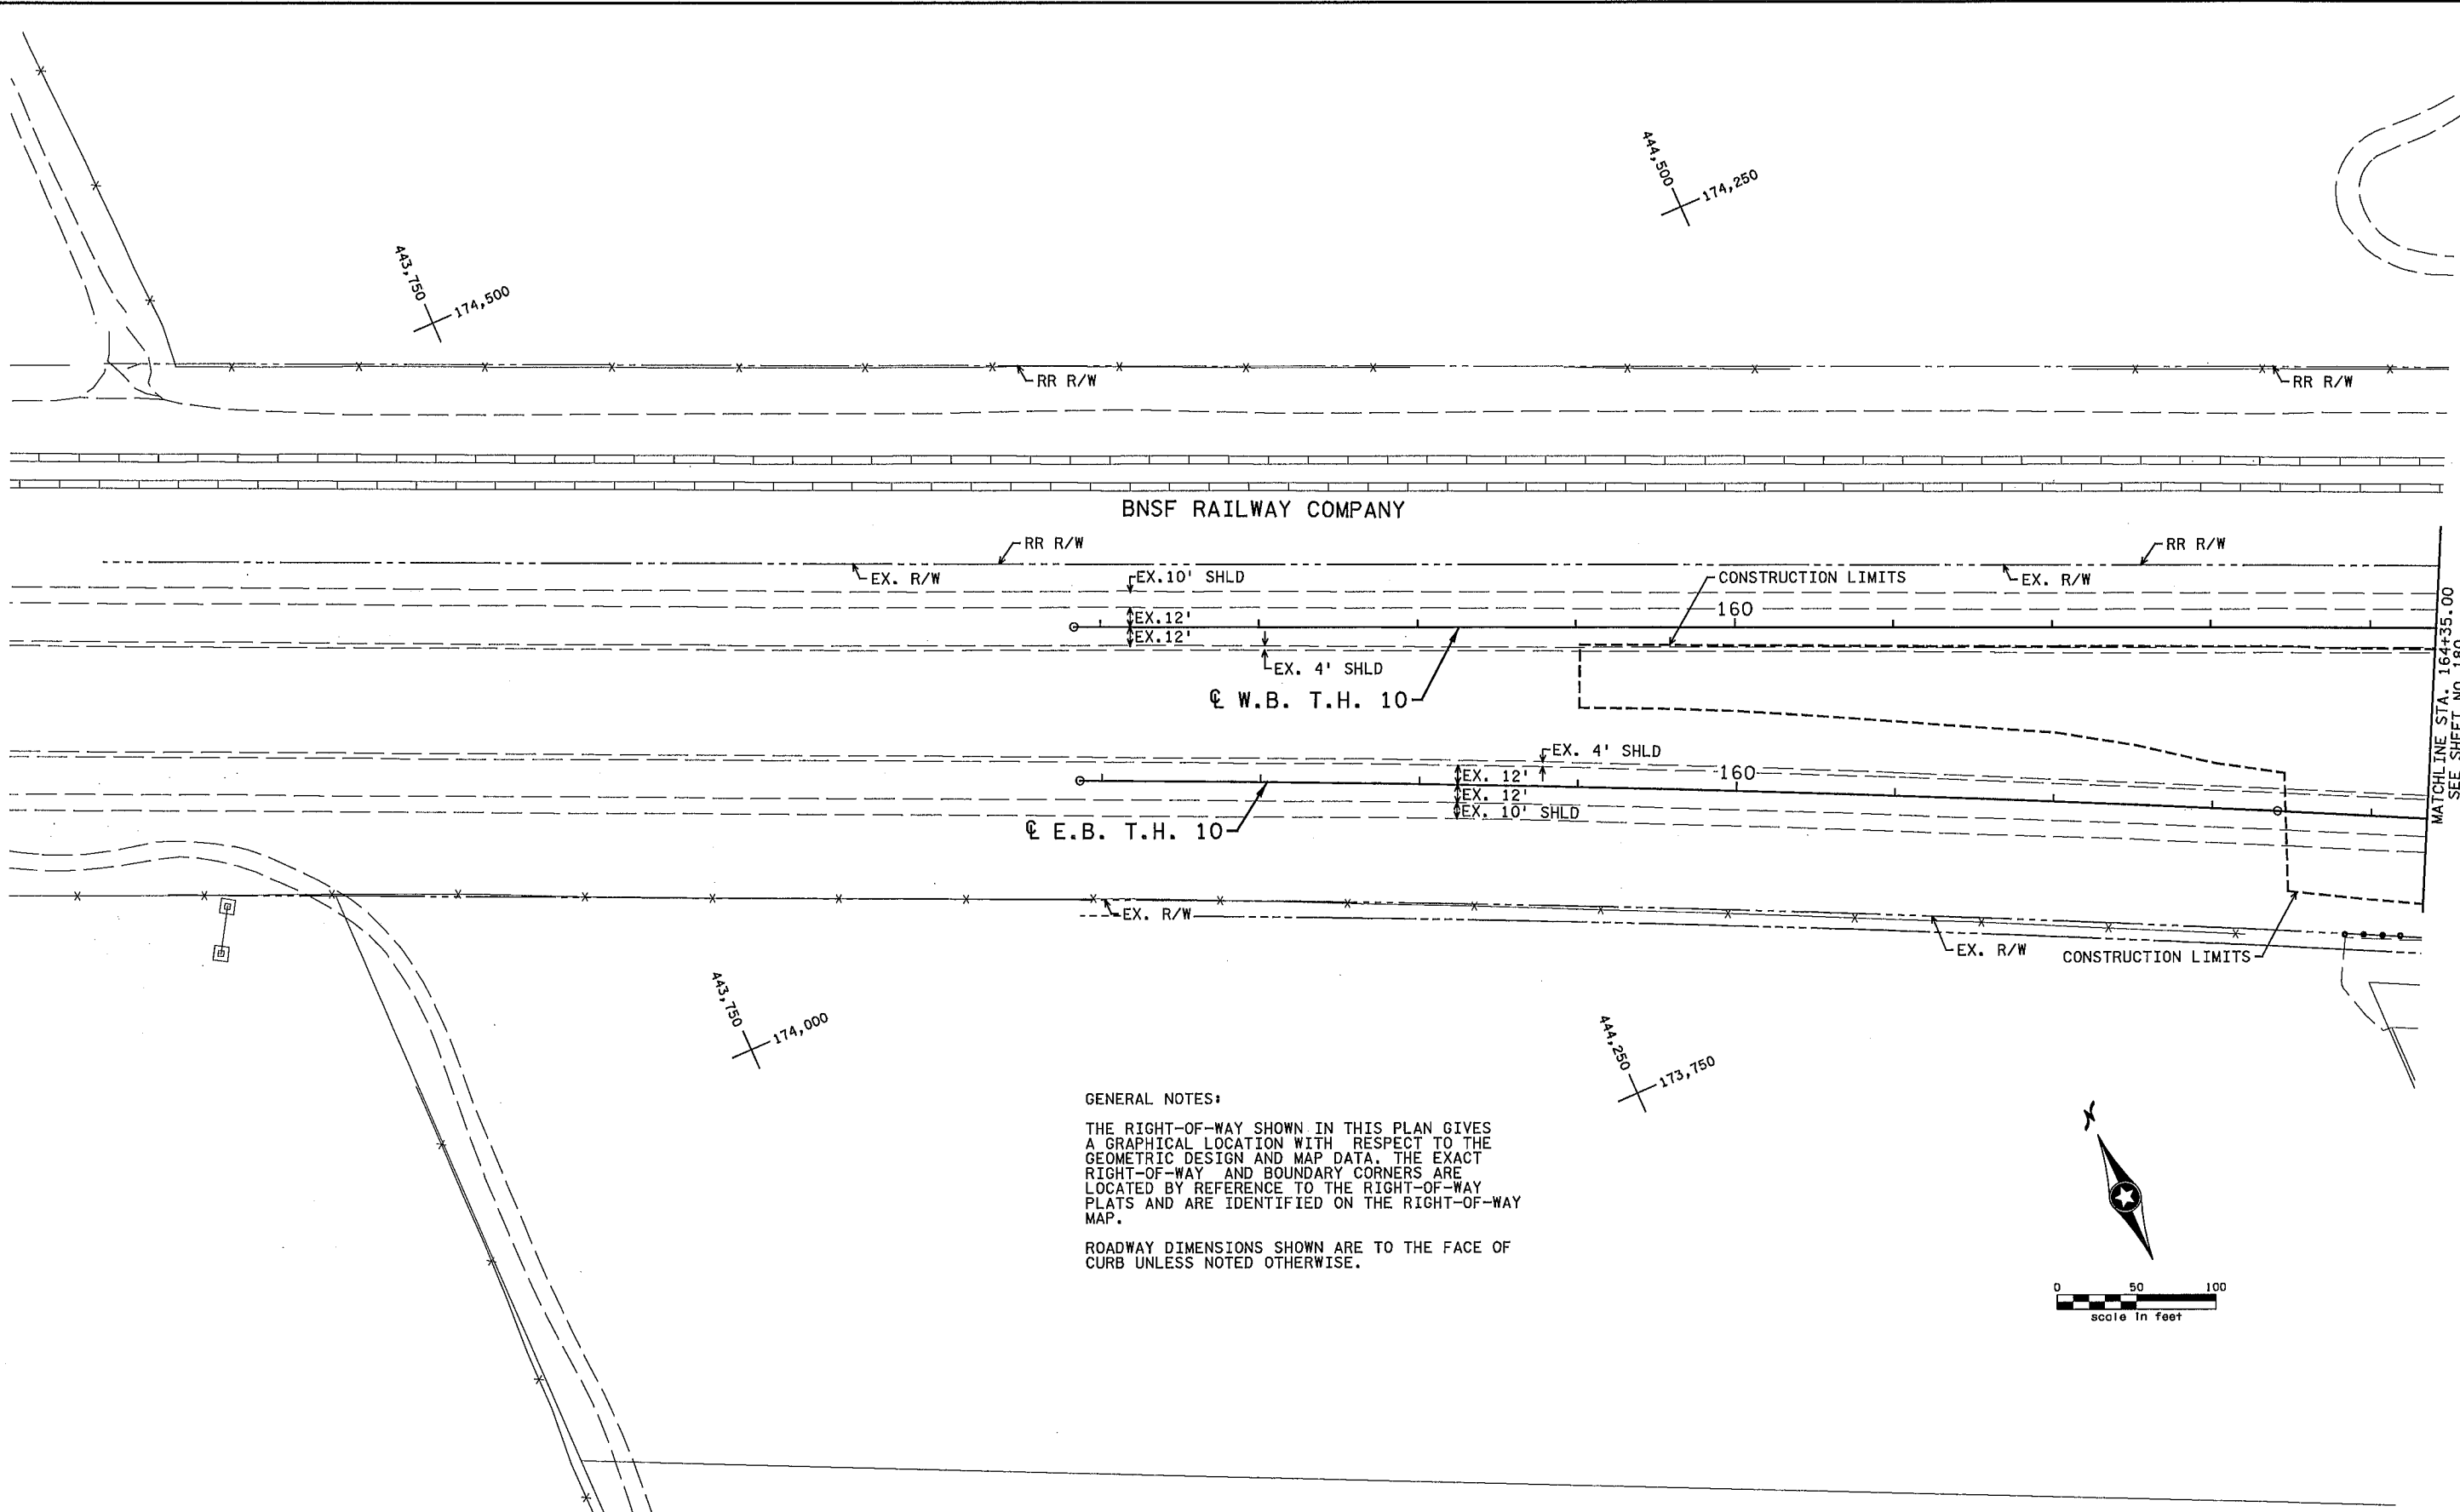 444,500
174,250
443,750
174,500
RR R/W
RR R/W
BNSF RAILWAY COMPANY
RR R/W
RR R/W
EX. R/W
EX.10' SHLD
CONSTRUCTION LIMITS
EX. R/W
160
EX.12'
EX.12'
EX. 4' SHLD
℄ W.B. T.H. 10
MATCHLINE STA. 164+35.00
SEE SHEET NO. 180
EX. 4' SHLD
160
EX. 12'
EX. 12'
EX. 10' SHLD
℄ E.B. T.H. 10
EX. R/W
EX. R/W
CONSTRUCTION LIMITS
443,750
174,000
444,250
173,750
GENERAL NOTES:
THE RIGHT-OF-WAY SHOWN IN THIS PLAN GIVES
A GRAPHICAL LOCATION WITH RESPECT TO THE
GEOMETRIC DESIGN AND MAP DATA. THE EXACT
RIGHT-OF-WAY AND BOUNDARY CORNERS ARE
LOCATED BY REFERENCE TO THE RIGHT-OF-WAY
PLATS AND ARE IDENTIFIED ON THE RIGHT-OF-WAY
MAP.
ROADWAY DIMENSIONS SHOWN ARE TO THE FACE OF
CURB UNLESS NOTED OTHERWISE.
N
0 50 100
scale in feet